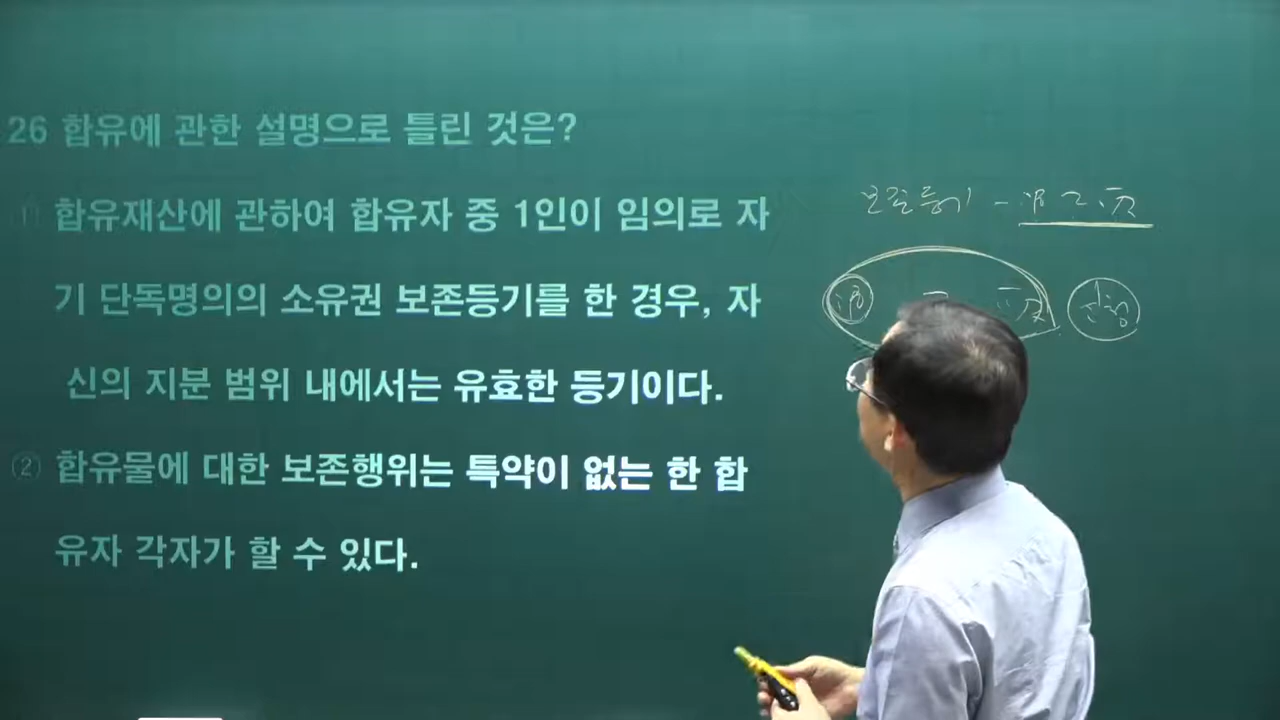 26 합유에 관한 설명으로 틀린 것은?
① 합유재산에 관하여 합유자 중 1인이 임의로 자
기 단독명의의 소유권 보존등기를 한 경우, 자
신의 지분 범위 내에서는 유효한 등기이다.
② 합유물에 대한 보존행위는 특약이 없는 한 합
유자 각자가 할 수 있다.
보존등기 -